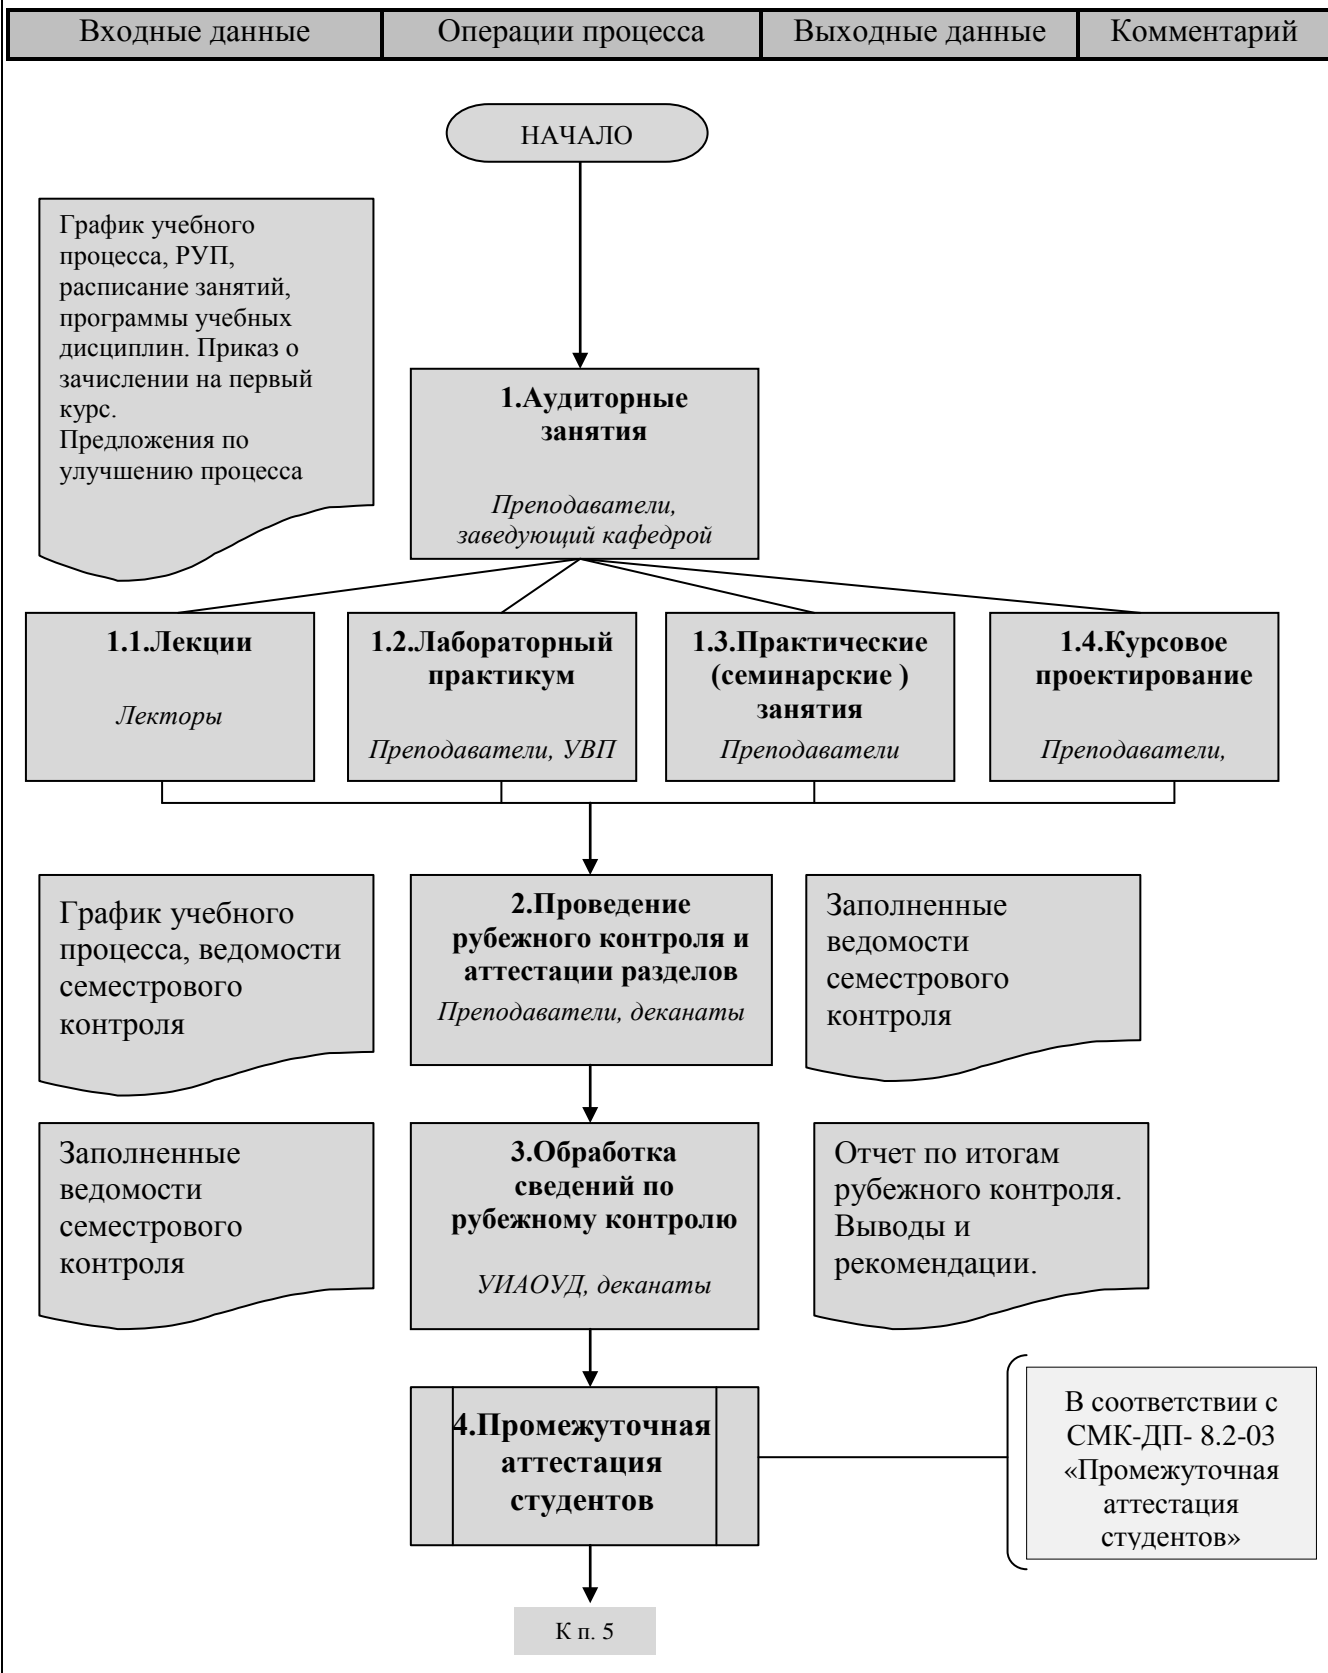 Входные данные
Операции процесса
Выходные данные
Комментарий
НАЧАЛО
График учебного
процесса, РУП,
расписание занятий,
программы учебных
дисциплин. Приказ о
зачислении на первый
курс.
Предложения по
улучшению процесса
1.Аудиторные
занятия
Преподаватели,
заведующий кафедрой
1.1.Лекции
Лекторы
1.2.Лабораторный
практикум
Преподаватели, УВП
1.3.Практические
(семинарские )
занятия
Преподаватели
1.4.Курсовое
проектирование
Преподаватели,
График учебного
процесса, ведомости
семестрового
контроля
2.Проведение
рубежного контроля и
аттестации разделов
Преподаватели, деканаты
Заполненные
ведомости
семестрового
контроля
Заполненные
ведомости
семестрового
контроля
3.Обработка
сведений по
рубежному контролю
УИАОУД, деканаты
Отчет по итогам
рубежного контроля.
Выводы и
рекомендации.
4.Промежуточная
аттестация
студентов
В соответствии с
СМК-ДП- 8.2-03
«Промежуточная
аттестация
студентов»
К п. 5